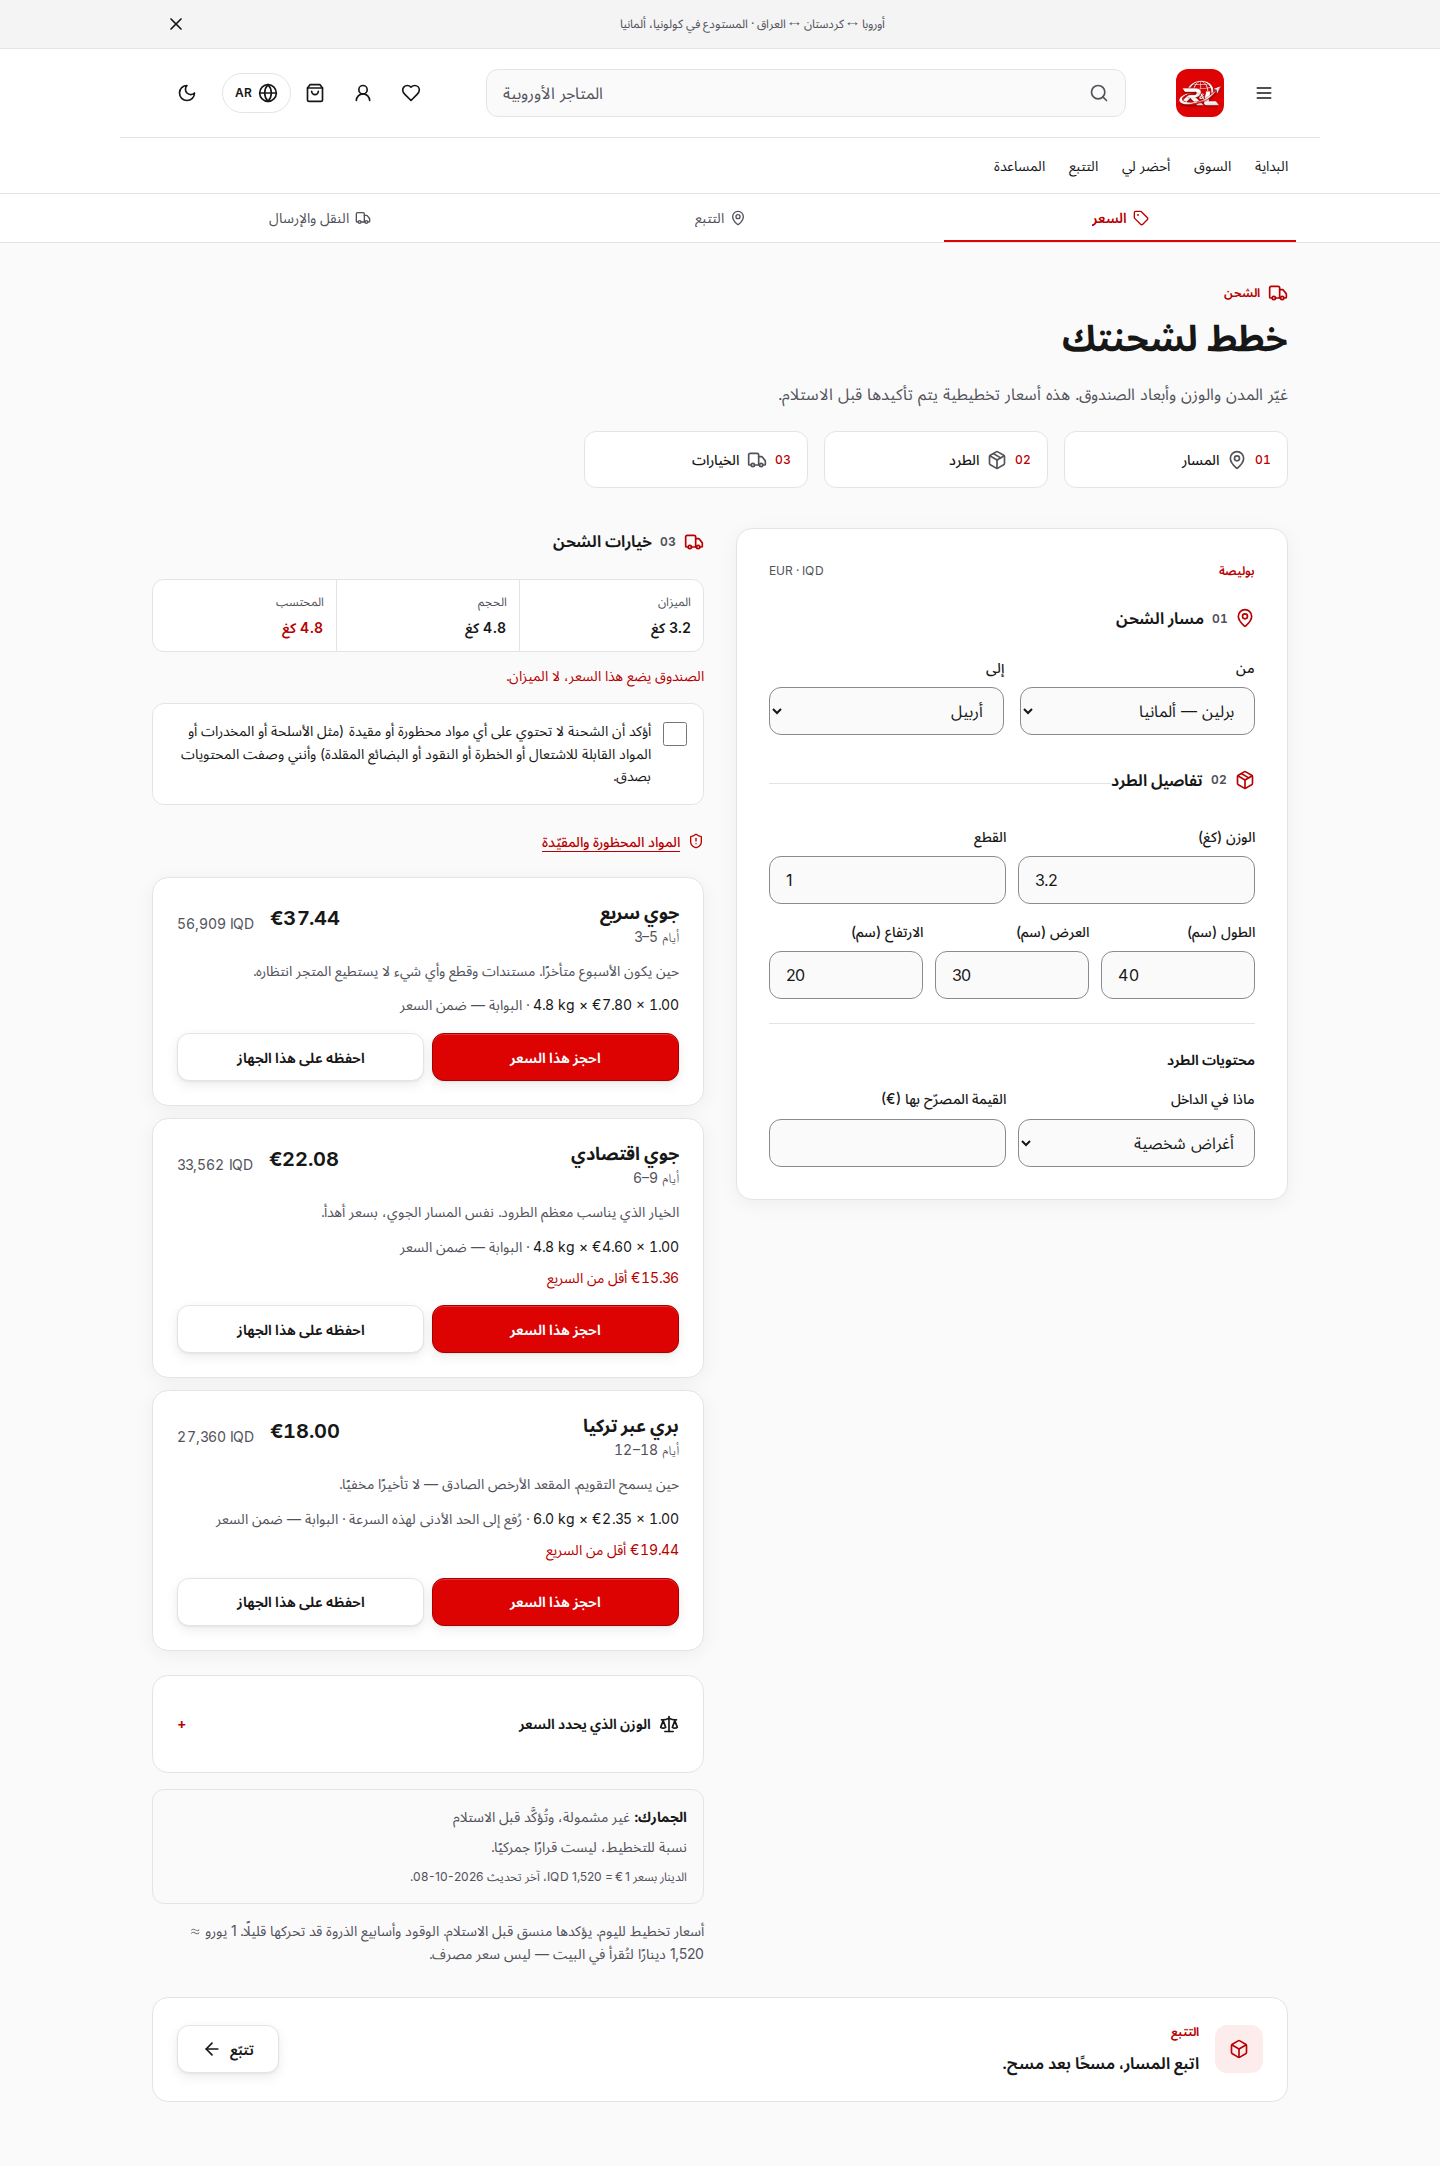 أوروبا ↔ كردستان ↔ العراق · المستودع في كولونيا، ألمانيا
المتاجر الأوروبية
AR
البداية
السوق
أحضر لي
التتبع
المساعدة
السعر
التتبع
النقل والإرسال
الشحن
خطط لشحنتك
غيّر المدن والوزن وأبعاد الصندوق. هذه أسعار تخطيطية يتم تأكيدها قبل الاستلام.
01 المسار
02 الطرد
03 الخيارات
بوليصة
EUR · IQD
01 مسار الشحن
من
إلى
برلين — ألمانيا
أربيل
02 تفاصيل الطرد
الوزن (كغ)
القطع
3.2
1
الطول (سم)
العرض (سم)
الارتفاع (سم)
40
30
20
محتويات الطرد
ماذا في الداخل
القيمة المصرّح بها (€)
أغراض شخصية
03 خيارات الشحن
الميزان
الحجم
المحتسب
3.2 كغ
4.8 كغ
4.8 كغ
الصندوق يضع هذا السعر، لا الميزان.
أؤكد أن الشحنة لا تحتوي على أي مواد محظورة أو مقيدة (مثل الأسلحة أو المخدرات أو
المواد القابلة للاشتعال أو الخطرة أو النقود أو البضائع المقلدة) وأنني وصفت المحتويات
بصدق.
المواد المحظورة والمقيّدة
جوي سريع
€37.44
56,909 IQD
3–5 أيام
حين يكون الأسبوع متأخرًا. مستندات وقطع وأي شيء لا يستطيع المتجر انتظاره.
4.8 kg × €7.80 × 1.00 · البوابة — ضمن السعر
احجز هذا السعر
احفظه على هذا الجهاز
جوي اقتصادي
€22.08
33,562 IQD
6–9 أيام
الخيار الذي يناسب معظم الطرود. نفس المسار الجوي، بسعر أهدأ.
4.8 kg × €4.60 × 1.00 · البوابة — ضمن السعر
€15.36 أقل من السريع
احجز هذا السعر
احفظه على هذا الجهاز
بري عبر تركيا
€18.00
27,360 IQD
12–18 أيام
حين يسمح التقويم. المقعد الأرخص الصادق — لا تأخيرًا مخفيًا.
6.0 kg × €2.35 × 1.00 · رُفع إلى الحد الأدنى لهذه السرعة · البوابة — ضمن السعر
€19.44 أقل من السريع
احجز هذا السعر
احفظه على هذا الجهاز
الوزن الذي يحدد السعر
+
الجمارك: غير مشمولة، وتُؤكَّد قبل الاستلام
نسبة للتخطيط، ليست قرارًا جمركيًا.
الدينار بسعر 1 € = 1,520 IQD، آخر تحديث 2026-10-08.
أسعار تخطيط لليوم. يؤكدها منسق قبل الاستلام. الوقود وأسابيع الذروة قد تحركها قليلًا. 1 يورو ≈
1,520 دينارًا لتُقرأ في البيت — ليس سعر مصرف.
التتبع
اتبع المسار، مسحًا بعد مسح.
تتبّع